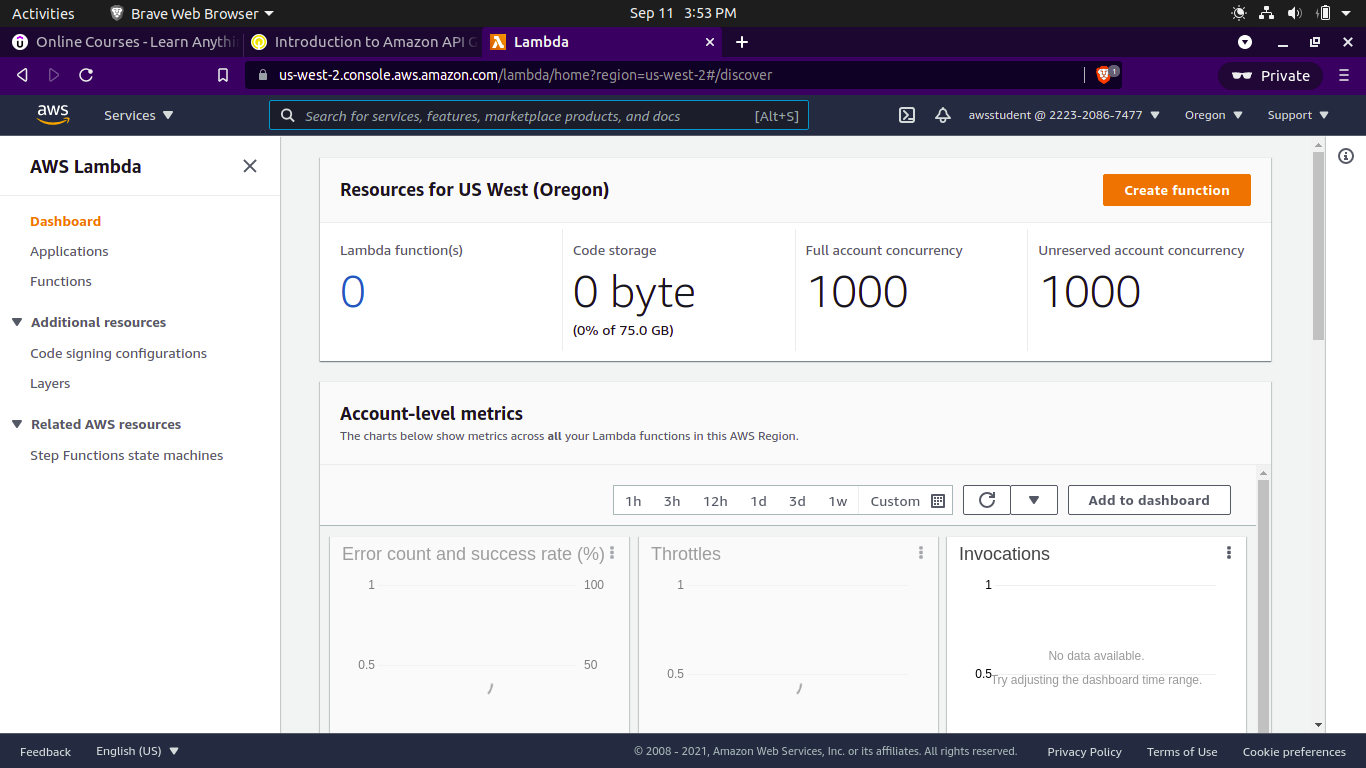 Activities Brave Web Browser Sep 11 3:53 PM
Online Courses - Learn Anythi Introduction to Amazon API G Lambda
us-west-2.console.aws.amazon.com/lambda/home?region=us-west-2#/discover 1 Private
aws Services Search for services, features, marketplace products, and docs [Alt+S] awsstudent @ 2223-2086-7477 Oregon Support
AWS Lambda
Dashboard
Applications
Functions
Additional resources
Code signing configurations
Layers
Related AWS resources
Step Functions state machines
Resources for US West (Oregon) Create function
Lambda function(s) Code storage Full account concurrency Unreserved account concurrency
0 0 byte 1000 1000
(0% of 75.0 GB)
Account-level metrics
The charts below show metrics across all your Lambda functions in this AWS Region.
1h 3h 12h 1d 3d 1w Custom Add to dashboard
Error count and success rate (%) Throttles Invocations
1 100 1 1
0.5 50 0.5 0.5
No data available.
Try adjusting the dashboard time range.
Feedback English (US) © 2008 - 2021, Amazon Web Services, Inc. or its affiliates. All rights reserved. Privacy Policy Terms of Use Cookie preferences